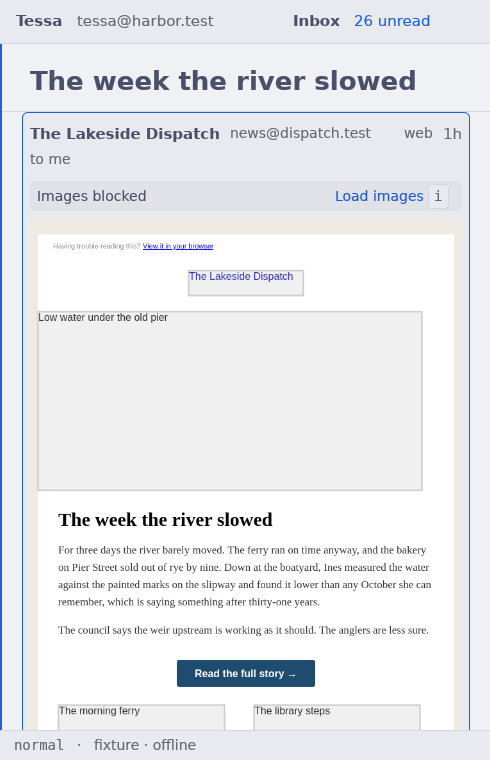 Tessa tessa@harbor.test Inbox 26 unread
The week the river slowed
The Lakeside Dispatch news@dispatch.test web 1h
to me
Images blocked Load images i
Having trouble reading this? View it in your browser
The Lakeside Dispatch
Low water under the old pier
The week the river slowed
For three days the river barely moved. The ferry ran on time anyway, and the bakery
on Pier Street sold out of rye by nine. Down at the boatyard, Ines measured the water
against the painted marks on the slipway and found it lower than any October she can
remember, which is saying something after thirty-one years.
The council says the weir upstream is working as it should. The anglers are less sure.
Read the full story →
The morning ferry The library steps
normal · fixture · offline